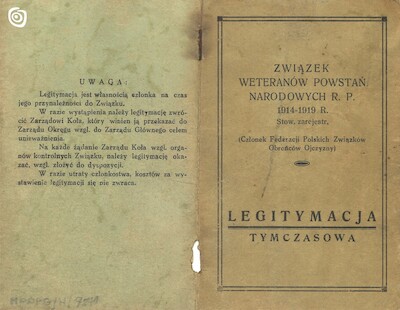 UWAGA:
Legitymacja jest własnością członka na czas
jego przynależności do Związku.
W razie wystąpienia należy legitymację zwró-
cić Zarządowi Koła, który winien ją przekazać do
Zarządu Okręgu wzgl. do Zarządu Głównego celem
unieważnienia.
Na każde żądanie Zarządu Koła wzgl. orga-
nów kontrolnych Związku, należy legitymację oka-
zać, wzgl. złożyć do dyspozycji.
W razie utraty członkostwa, kosztów za wy-
stawienie legitymacji się nie zwraca.
ZWIĄZEK
WETERANÓW POWSTAŃ
NARODOWYCH R. P.
1914-1919 R.
Stow. zarejestr.
(Członek Federacji Polskich Związków
Obrońców Ojczyzny)
LEGITYMACJA
TYMCZASOWA